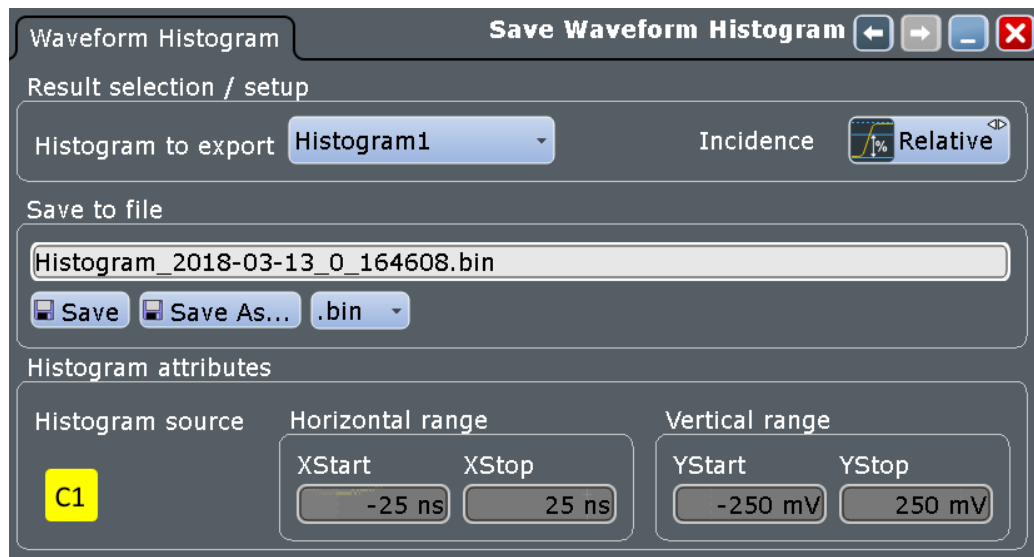 Waveform Histogram
Save Waveform Histogram
Result selection / setup
Histogram to export Histogram1 Incidence % Relative
Save to file
Histogram_2018-03-13_0_164608.bin
Save Save As... .bin
Histogram attributes
Histogram source Horizontal range Vertical range
XStart XStop YStart YStop
C1 -25 ns 25 ns -250 mV 250 mV